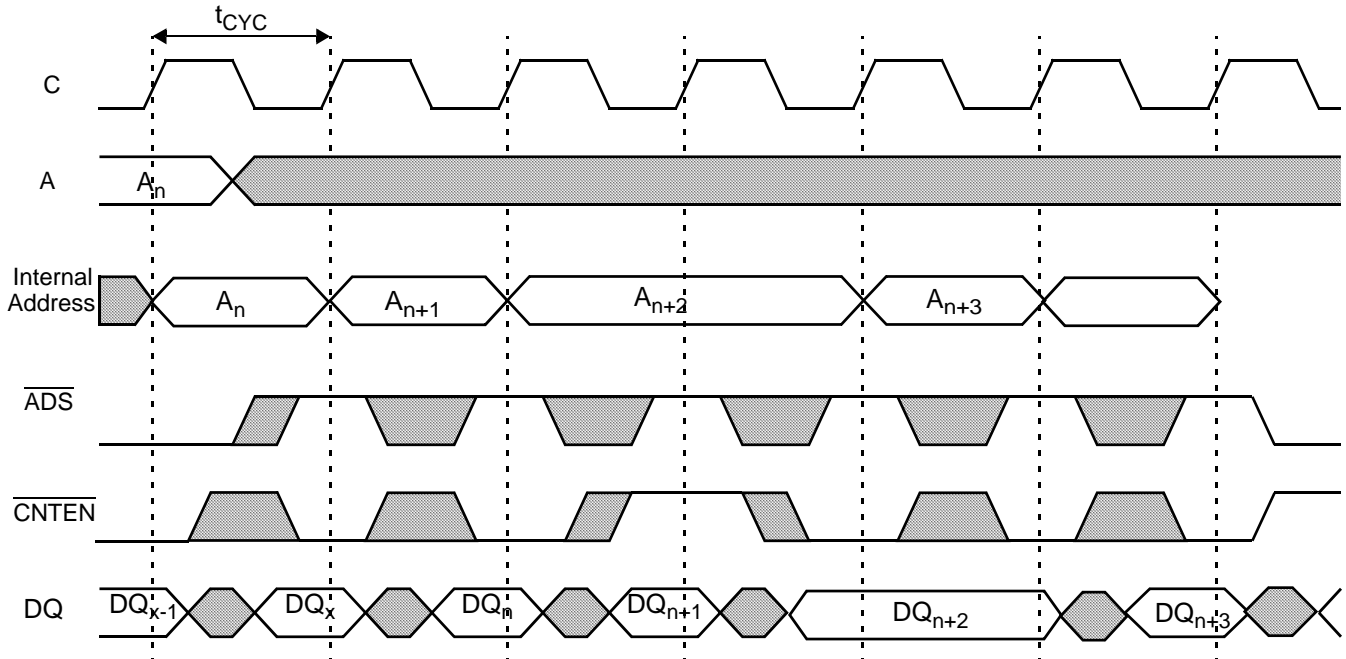 tCYC
C
A
An
Internal
Address
An
An+1
An+2
An+3
ADS
CNTEN
DQ
DQx-1
DQx
DQn
DQn+1
DQn+2
DQn+3